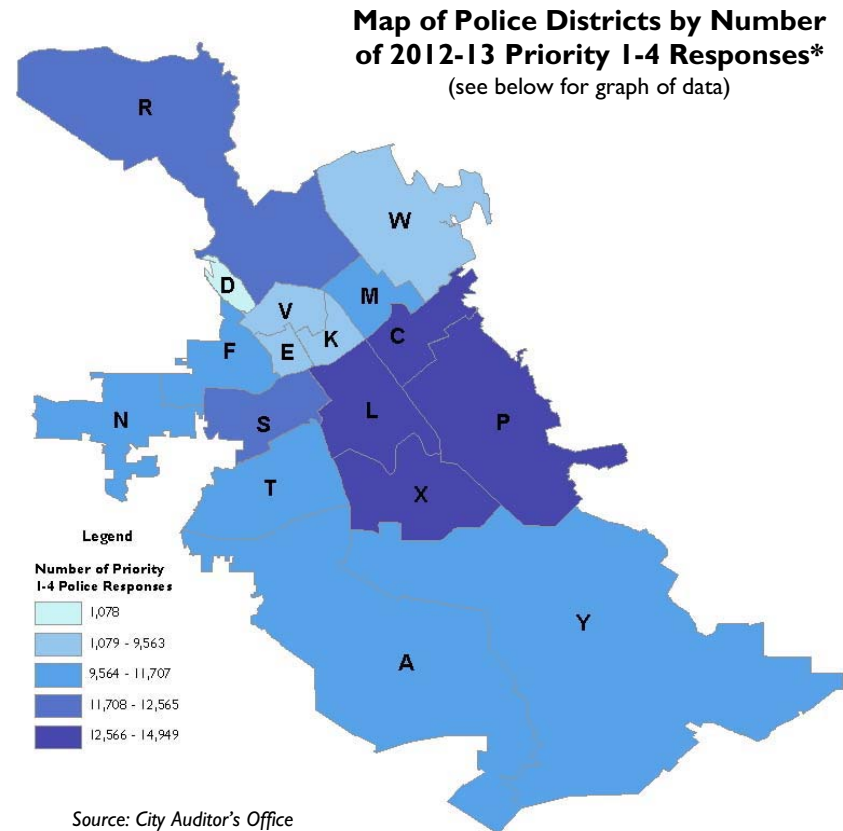 Map of Police Districts by Number
of 2012-13 Priority 1-4 Responses*
(see below for graph of data)
R
W
D
M
V
C
K
F
E
N
S
L
P
T
X
Y
A
Legend
Number of Priority
1-4 Police Responses
1,078
1,079 - 9,563
9,564 - 11,707
11,708 - 12,565
12,566 - 14,949
Source: City Auditor's Office